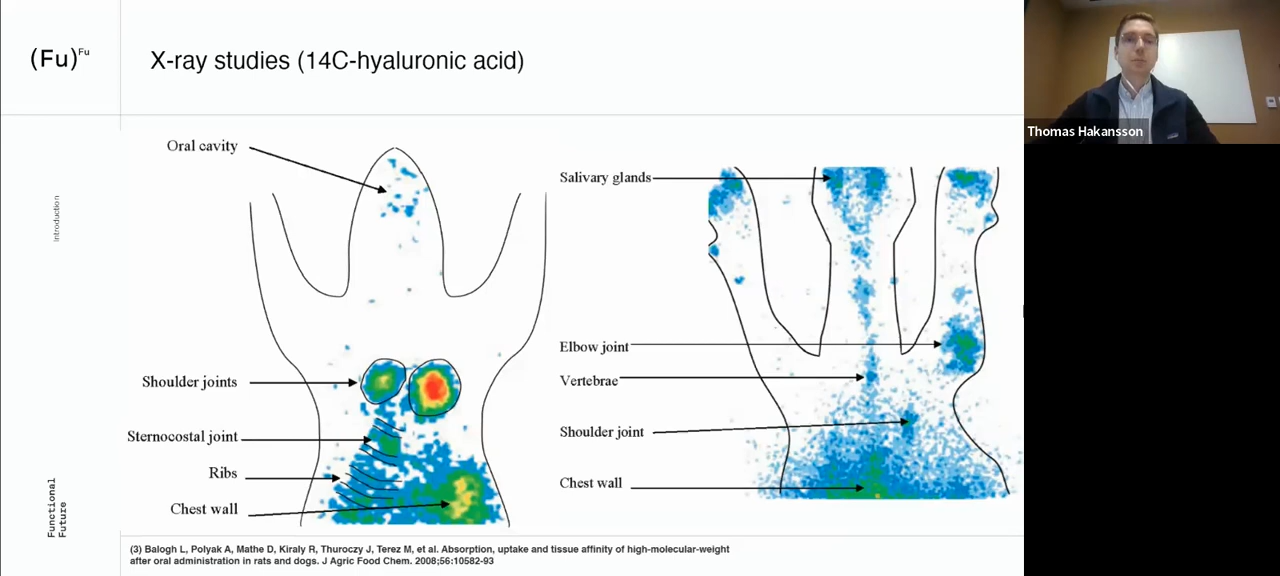 (Fu)Fu
X-ray studies (14C-hyaluronic acid)
Thomas Hakansson
Introduction
Functional
Future
Oral cavity
Shoulder joints
Sternocostal joint
Ribs
Chest wall
Salivary glands
Elbow joint
Vertebrae
Shoulder joint
Chest wall
(3) Balogh L, Polyak A, Mathe D, Kiraly R, Thuroczy J, Terez M, et al. Absorption, uptake and tissue affinity of high-molecular-weight
after oral administration in rats and dogs. J Agric Food Chem. 2008;56:10582-93